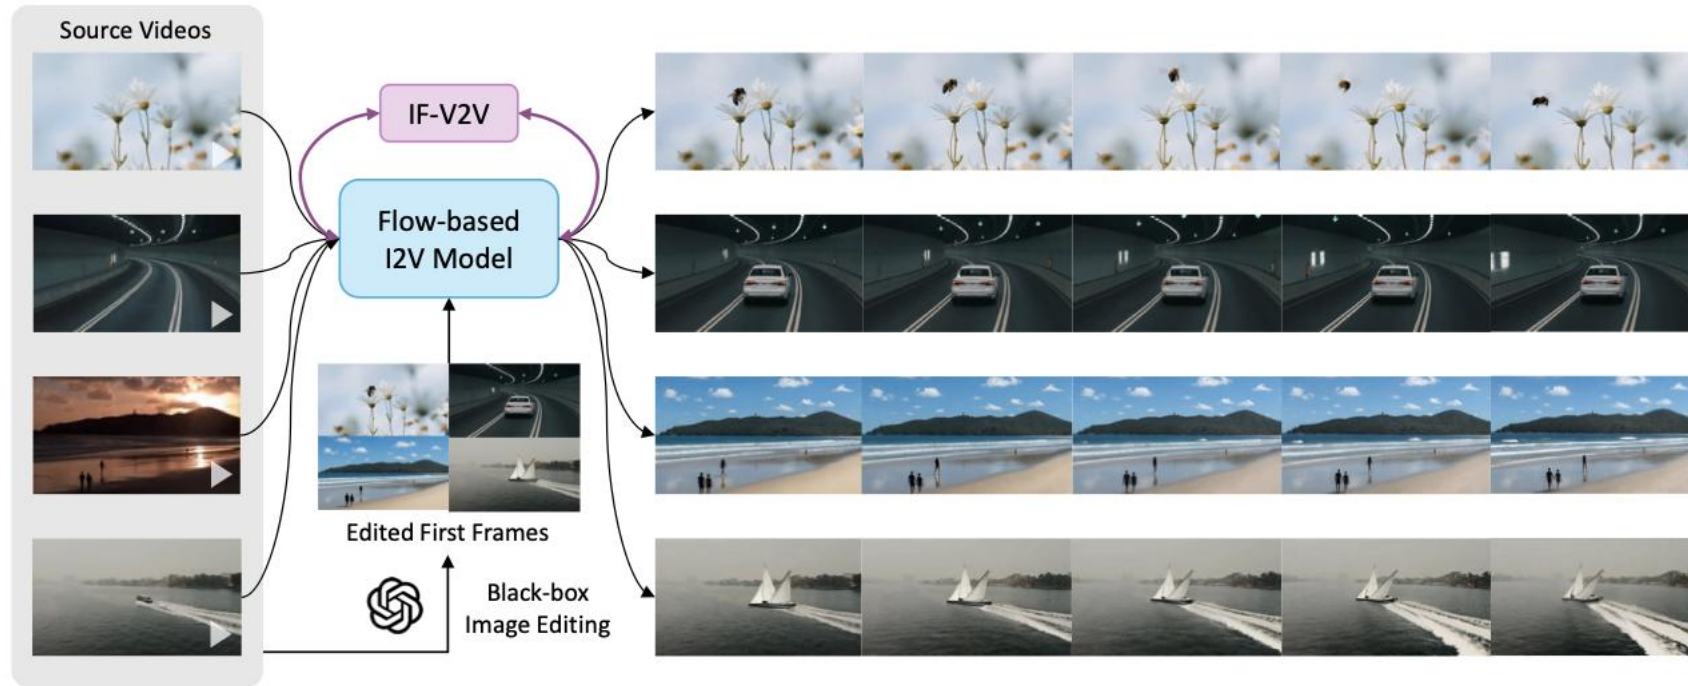 Source Videos
IF-V2V
Flow-based
I2V Model
Edited First Frames
Black-box
Image Editing